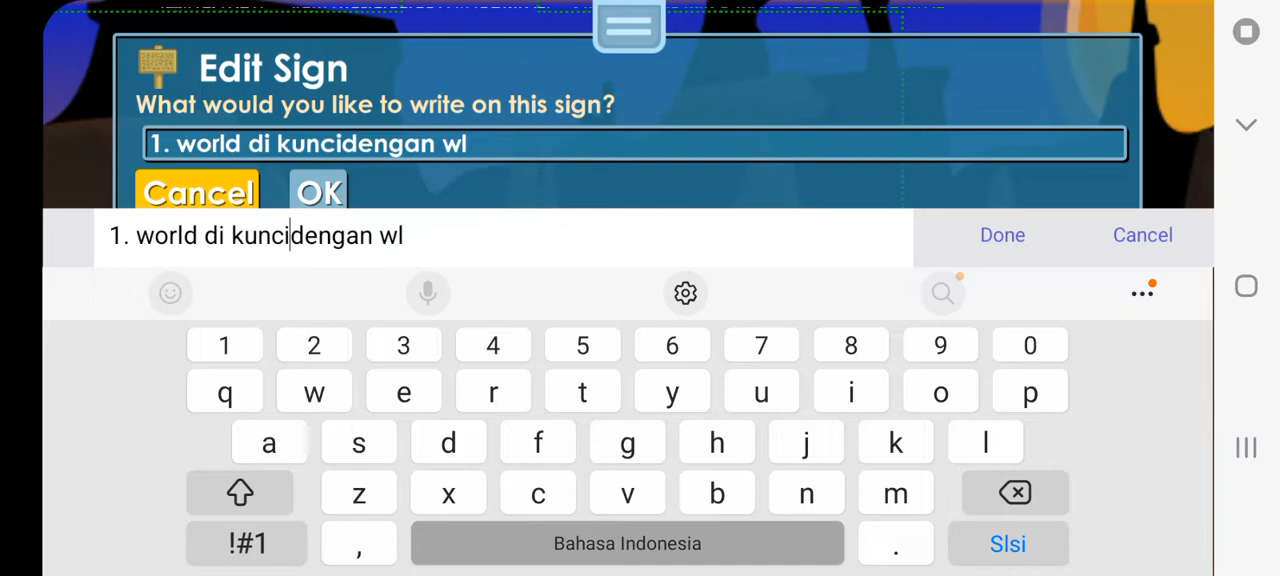 Edit Sign
What would you like to write on this sign?
1. world di kuncidengan wl
Cancel OK
1. world di kuncidengan wl Done Cancel
1 2 3 4 5 6 7 8 9 0
q w e r t y u i o p
a s d f g h j k l
z x c v b n m
!#1 , Bahasa Indonesia . Slsi